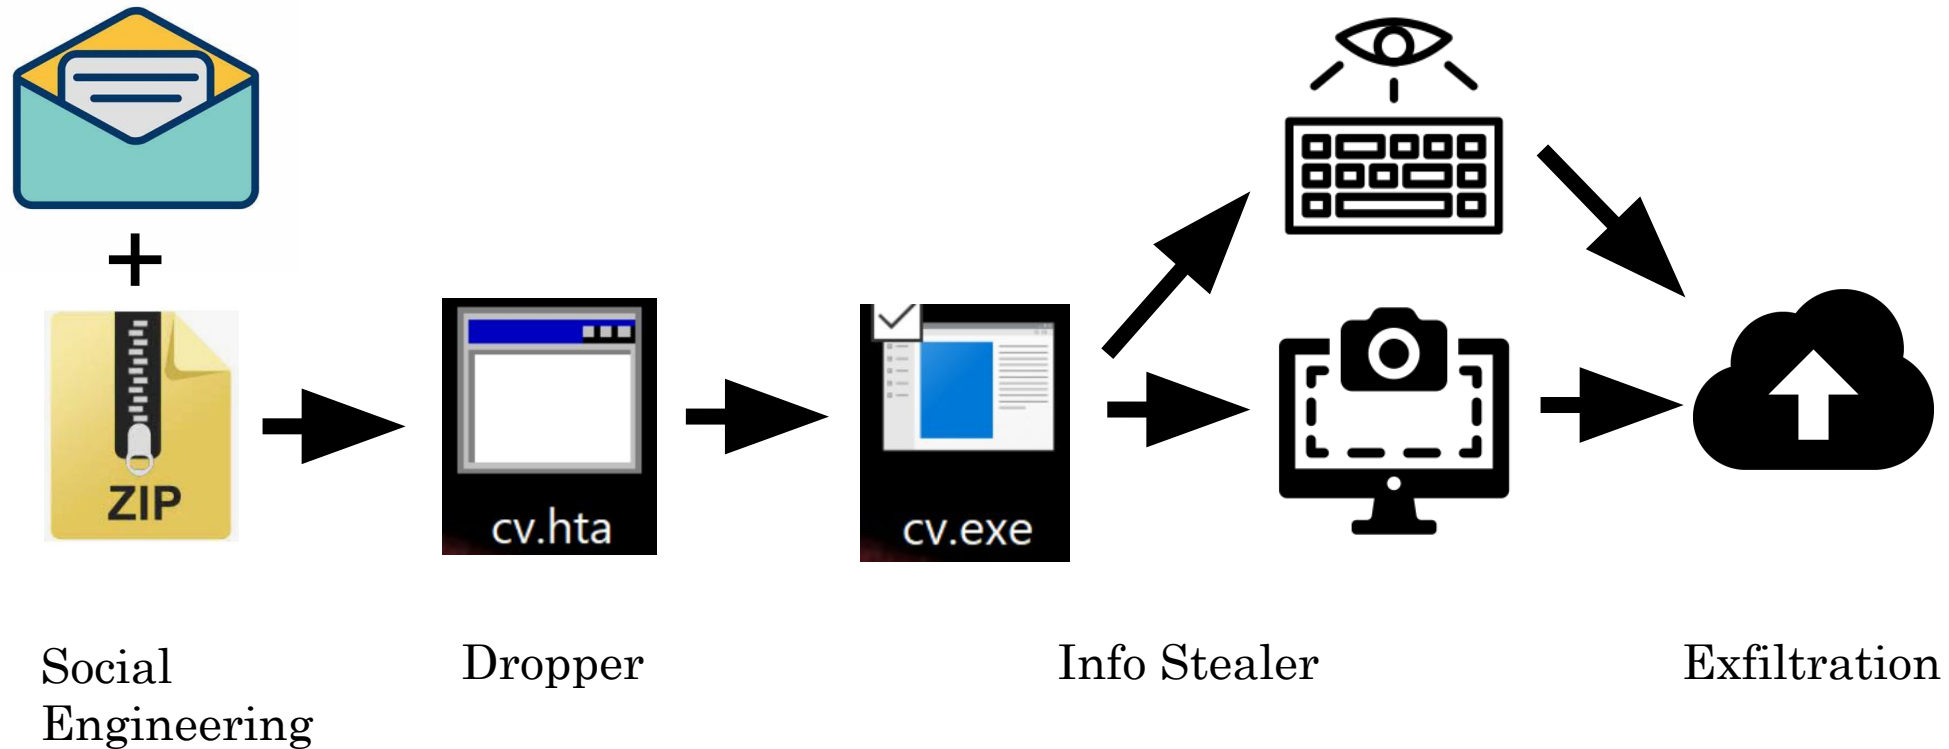 ZIP
cv.hta
cv.exe
Social
Engineering
Dropper
Info Stealer
Exfiltration